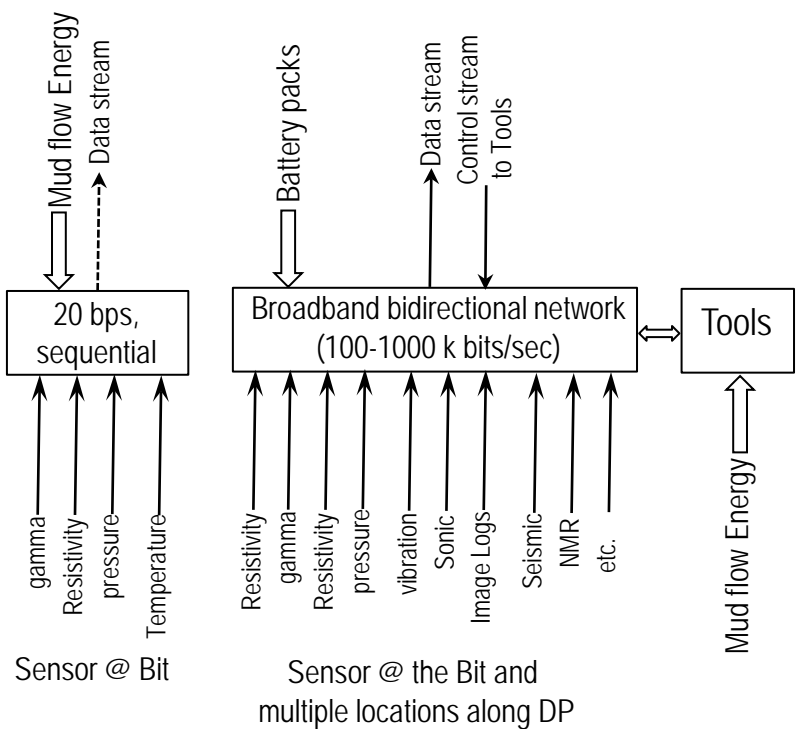 Mud flow Energy
Data stream
20 bps,
sequential
gamma
Resistivity
pressure
Temperature
Sensor @ Bit
Battery packs
Data stream
Control stream
to Tools
Broadband bidirectional network
(100-1000 k bits/sec)
Resistivity
gamma
Resistivity
pressure
vibration
Sonic
Image Logs
Seismic
NMR
etc.
Sensor @ the Bit and
multiple locations along DP
Tools
Mud flow Energy